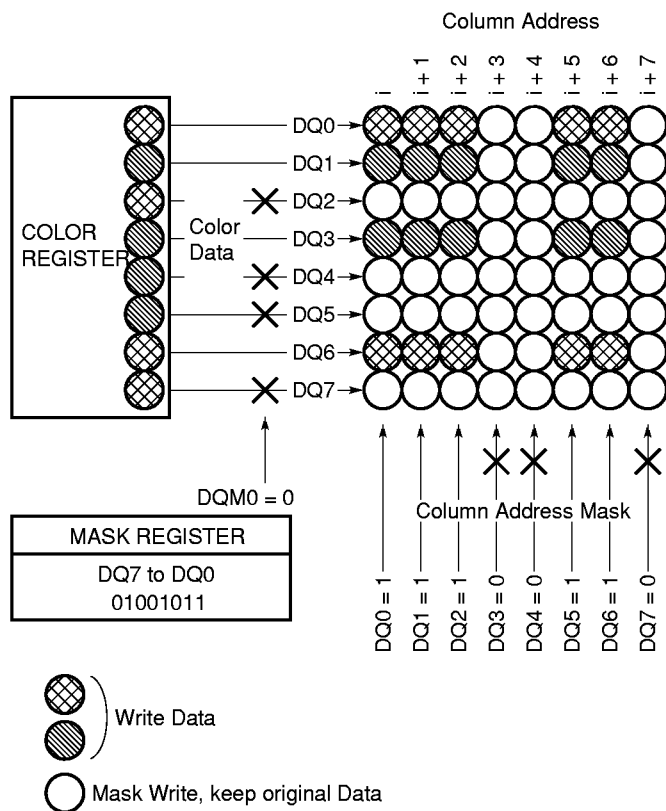 Column Address
i
i + 1
i + 2
i + 3
i + 4
i + 5
i + 6
i + 7
COLOR
REGISTER
Color
Data
DQ0
DQ1
DQ2
DQ3
DQ4
DQ5
DQ6
DQ7
DQM0 = 0
Column Address Mask
MASK REGISTER
DQ7 to DQ0
01001011
DQ0 = 1
DQ1 = 1
DQ2 = 1
DQ3 = 0
DQ4 = 0
DQ5 = 1
DQ6 = 1
DQ7 = 0
Write Data
Mask Write, keep original Data